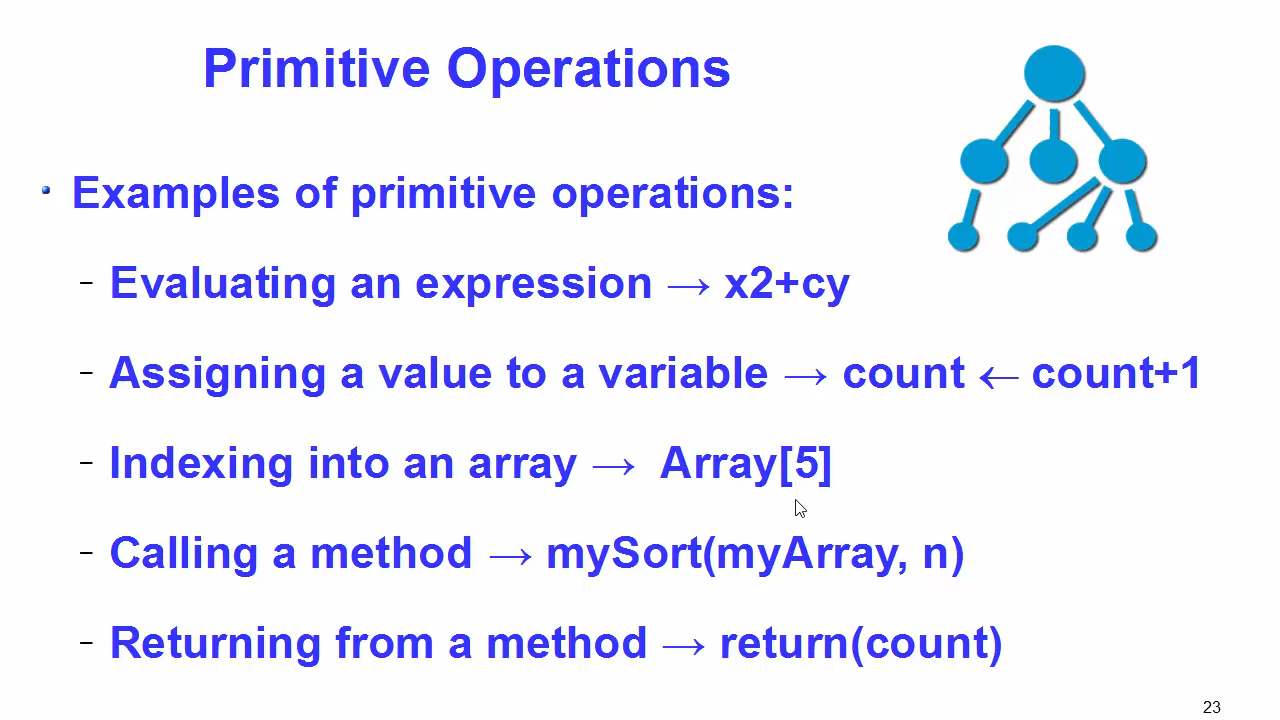 Primitive Operations
Examples of primitive operations:
– Evaluating an expression → x2+cy
– Assigning a value to a variable → count ← count+1
– Indexing into an array → Array[5]
– Calling a method → mySort(myArray, n)
– Returning from a method → return(count)
23